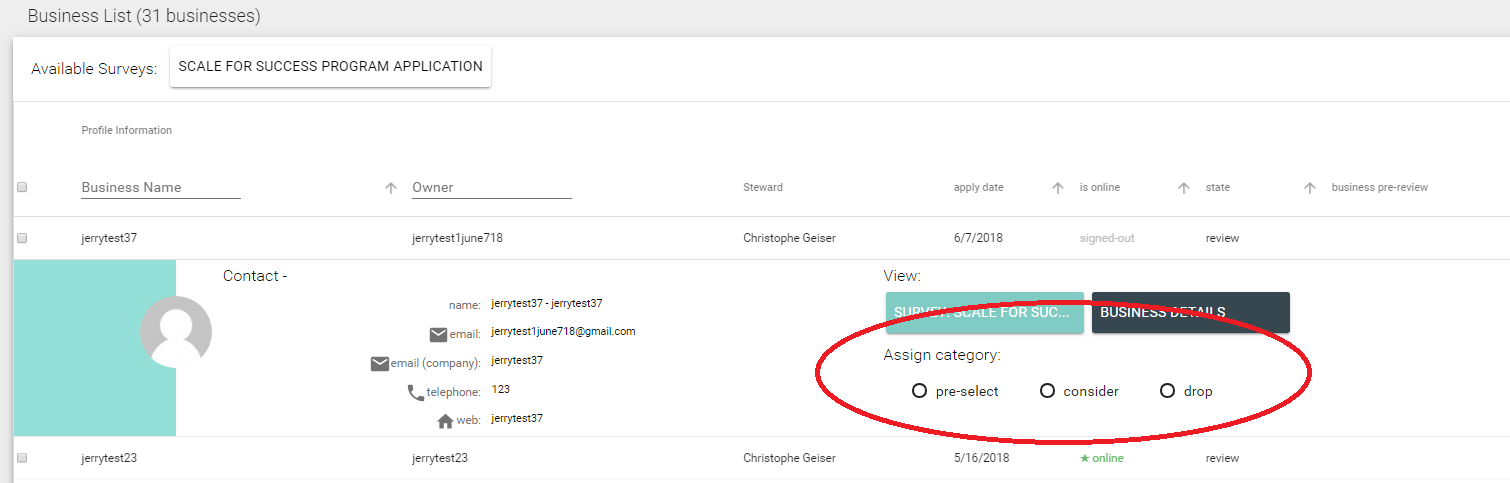 Business List (31 businesses)
Available Surveys: SCALE FOR SUCCESS PROGRAM APPLICATION
Profile Information
Business Name Owner Steward apply date is online state business pre-review
jerrytest37 jerrytest1june718 Christophe Geiser 6/7/2018 signed-out review
Contact -
name: jerrytest37 - jerrytest37
email: jerrytest1june718@gmail.com
email (company): jerrytest37
telephone: 123
web: jerrytest37
View:
SURVEY: SCALE FOR SUC... BUSINESS DETAILS
Assign category:
pre-select consider drop
jerrytest23 jerrytest23 Christophe Geiser 5/16/2018 ★ online review